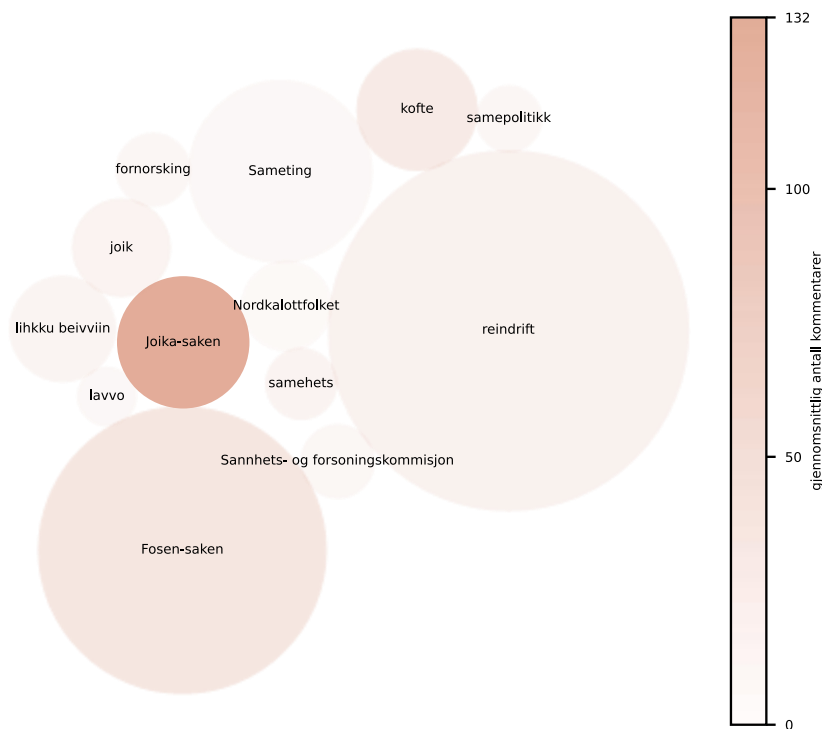 132
kofte
samepolitikk
fornorsking
Sameting
100
joik
Nordkalottfolket
lihkku beivviin
Joika-saken
reindrift
samehets
lavvo
Sannhets- og forsoningskommisjon
50
Fosen-saken
0
gjennomsnittlig antall kommentarer